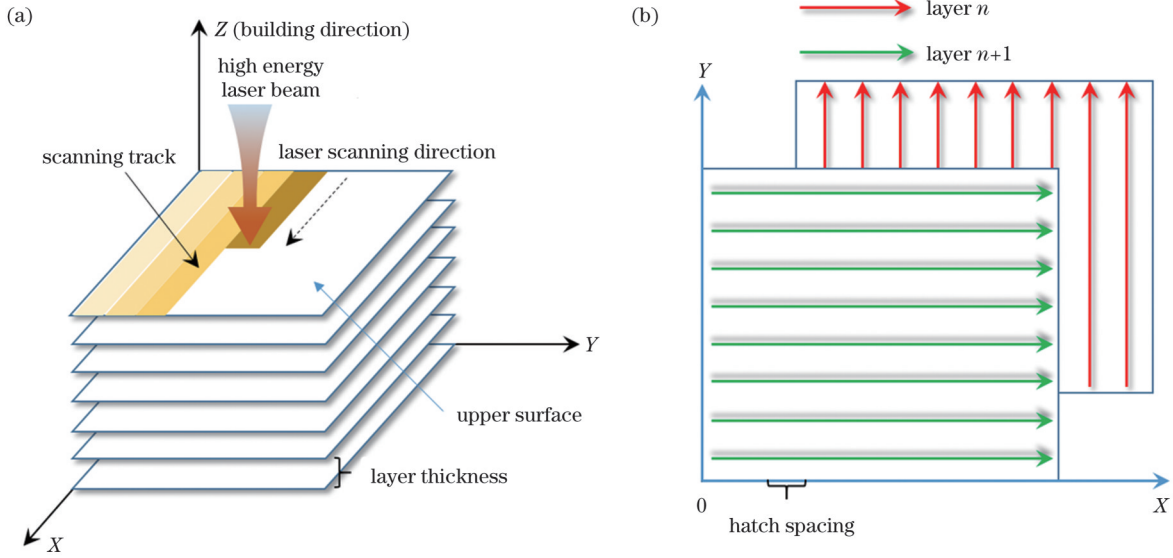 (a)
Z (building direction)
high energy
laser beam
scanning track
laser scanning direction
Y
upper surface
layer thickness
X
(b)
layer n
layer n+1
Y
0
X
hatch spacing